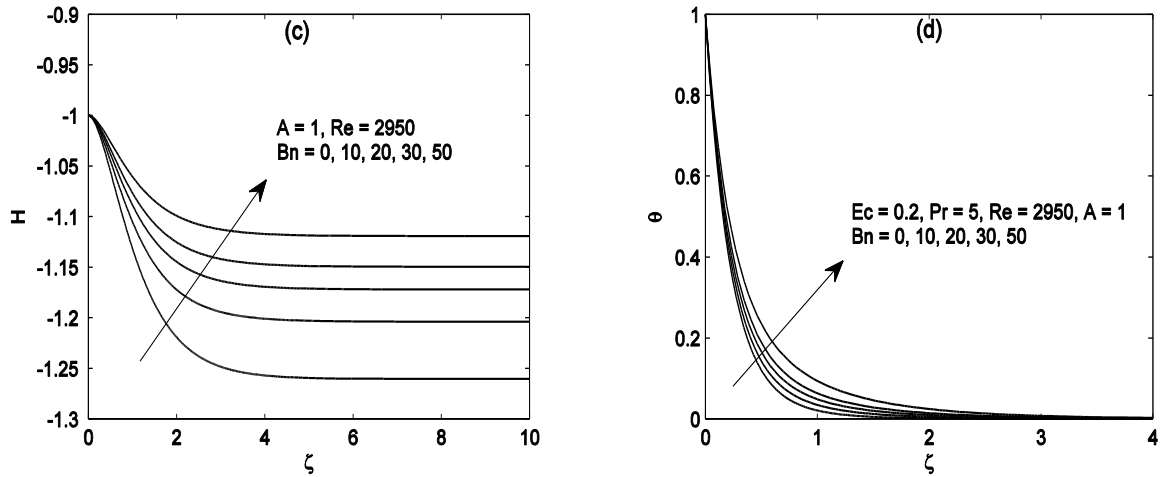 (c)
-0.9
-0.95
-1
-1.05
-1.1
-1.15
-1.2
-1.25
-1.3
H
A = 1, Re = 2950
Bn = 0, 10, 20, 30, 50
0 2 4 6 8 10
ζ
(d)
1
0.8
0.6
0.4
0.2
0
θ
Ec = 0.2, Pr = 5, Re = 2950, A = 1
Bn = 0, 10, 20, 30, 50
0 1 2 3 4
ζ